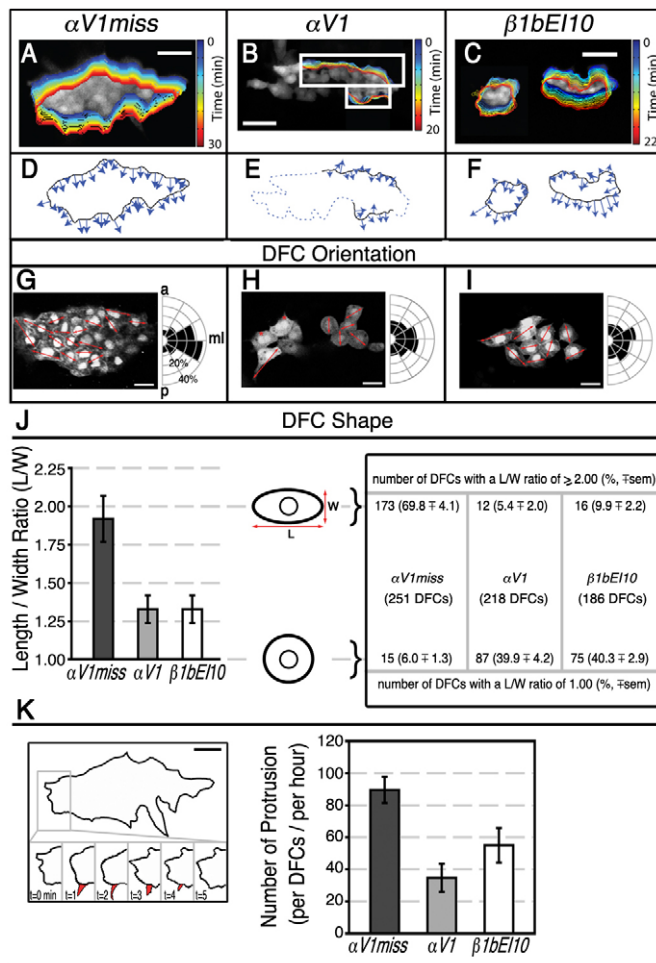 αV1miss αV1 β1bEI10
A B C
0 0 0
Time (min) Time (min) Time (min)
30 20 22
D E F
DFC Orientation
G H I
a
ml
20%
40%
p
J DFC Shape
Length / Width Ratio (L/W)
2.25
2.00
1.75
1.50
1.25
1.00
αV1miss αV1 β1bEI10
W
L
number of DFCs with a L/W ratio of ⩾ 2.00 (%, ∓sem)
173 (69.8 ∓ 4.1) 12 (5.4 ∓ 2.0) 16 (9.9 ∓ 2.2)
αV1miss αV1 β1bEI10
(251 DFCs) (218 DFCs) (186 DFCs)
15 (6.0 ∓ 1.3) 87 (39.9 ∓ 4.2) 75 (40.3 ∓ 2.9)
number of DFCs with a L/W ratio of 1.00 (%, ∓sem)
K
t=0 min t=1 t=2 t=3 t=4 t=5
Number of Protrusion
(per DFCs / per hour)
120
100
80
60
40
20
0
αV1miss αV1 β1bEI10